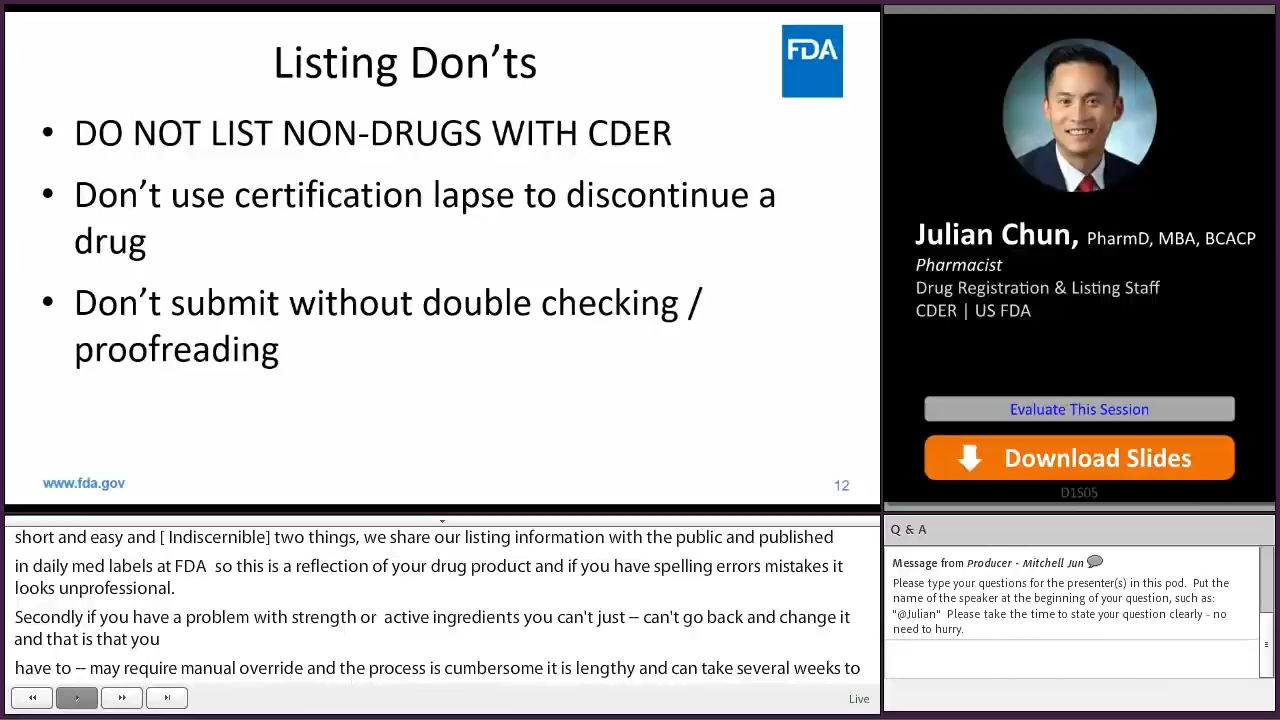 Listing Don'ts
FDA
• DO NOT LIST NON-DRUGS WITH CDER
• Don't use certification lapse to discontinue a
drug
• Don't submit without double checking /
proofreading
www.fda.gov
12
Julian Chun, PharmD, MBA, BCACP
Pharmacist
Drug Registration & Listing Staff
CDER | US FDA
Evaluate This Session
Download Slides
D1S05
short and easy and [ Indiscernible] two things, we share our listing information with the public and published
in daily med labels at FDA  so this is a reflection of your drug product and if you have spelling errors mistakes it
looks unprofessional.
Secondly if you have a problem with strength or  active ingredients you can't just -- can't go back and change it
and that is that you
have to -- may require manual override and the process is cumbersome it is lengthy and can take several weeks to
Live
Q & A
Message from Producer - Mitchell Jun
Please type your questions for the presenter(s) in this pod.  Put the
name of the speaker at the beginning of your question, such as:
"@Julian"  Please take the time to state your question clearly - no
need to hurry.